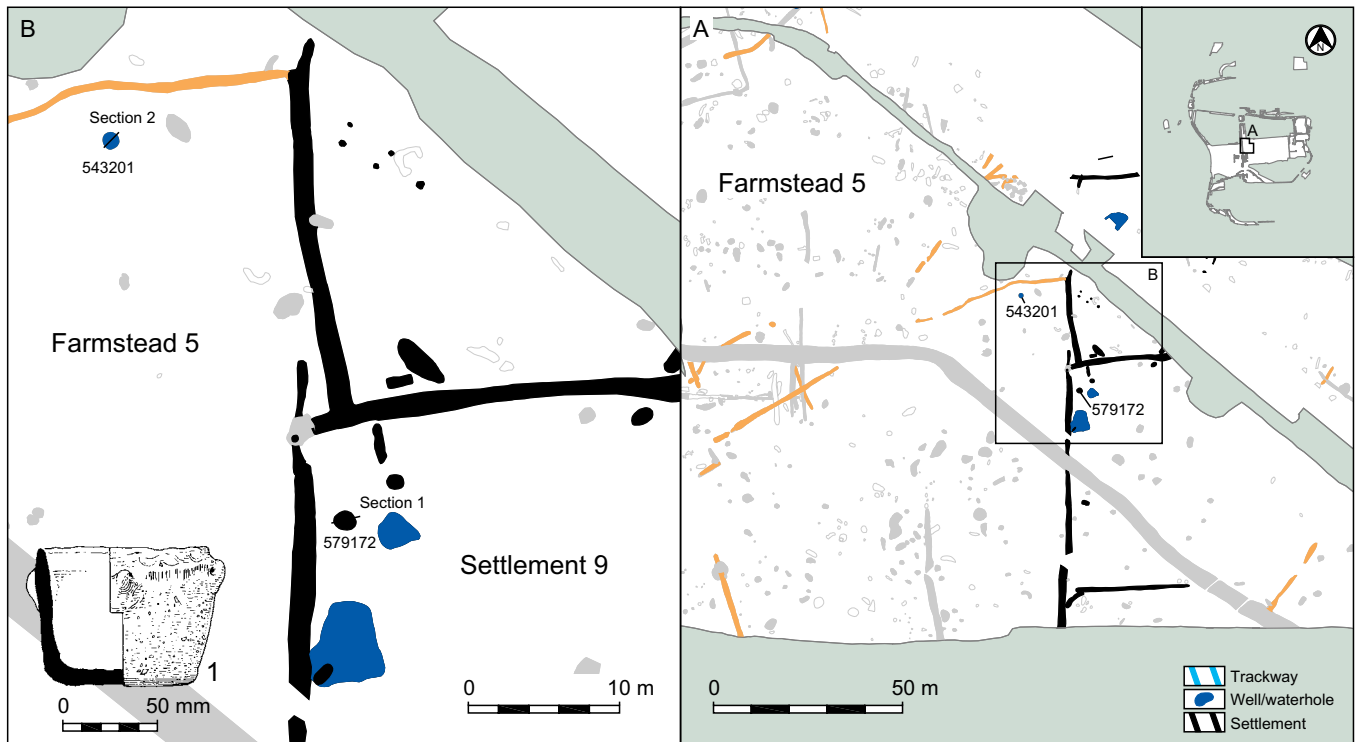 B
Section 2
543201
Farmstead 5
Section 1
579172
Settlement 9
1
0 50 mm
0 10 m
A
N
A
Farmstead 5
B
543201
579172
0 50 m
Trackway
Well/waterhole
Settlement